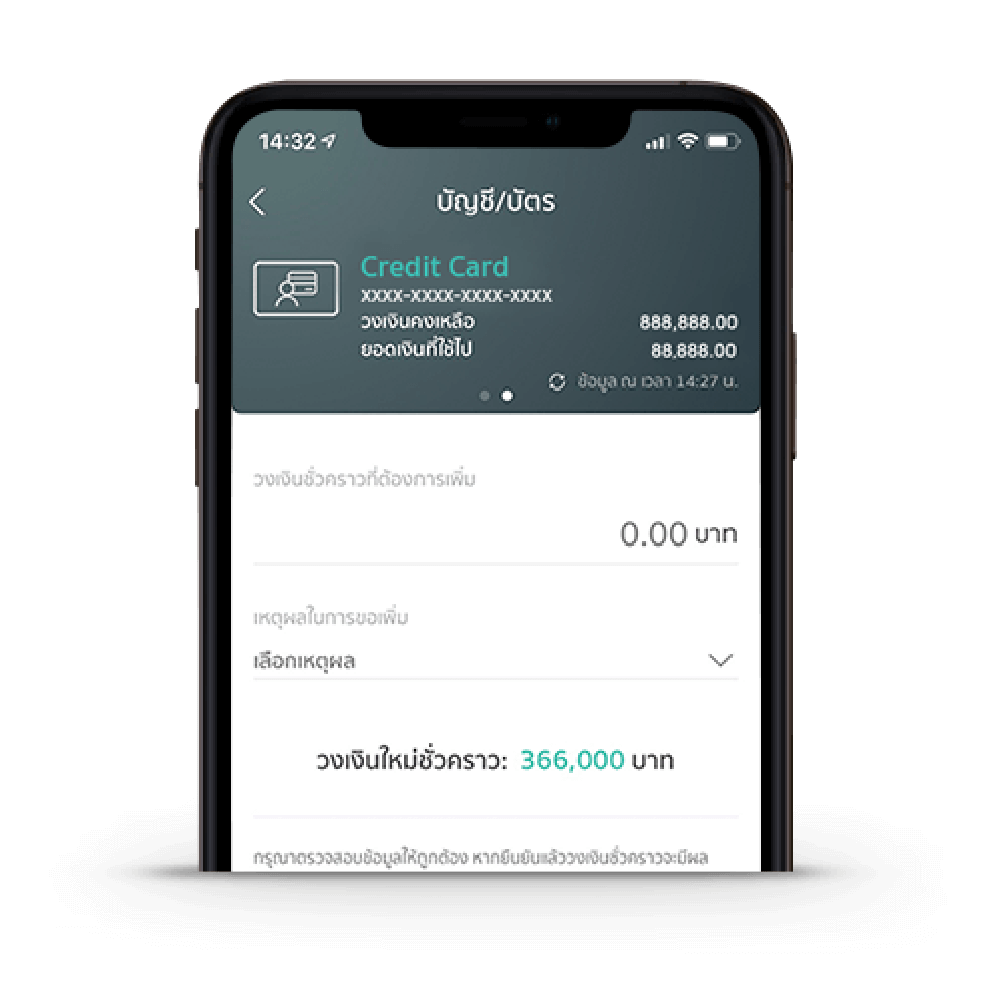 14:32
บัญชี/บัตร
Credit Card
xxxx-xxxx-xxxx-xxxx
วงเงินคงเหลือ 888,888.00
ยอดเงินที่ใช้ไป 88,888.00
ข้อมูล ณ เวลา 14:27 น.
วงเงินชั่วคราวที่ต้องการเพิ่ม
0.00 บาท
เหตุผลในการขอเพิ่ม
เลือกเหตุผล
วงเงินใหม่ชั่วคราว: 366,000 บาท
กรุณาตรวจสอบข้อมูลให้ถูกต้อง หากยืนยันแล้ววงเงินชั่วคราวจะมีผล